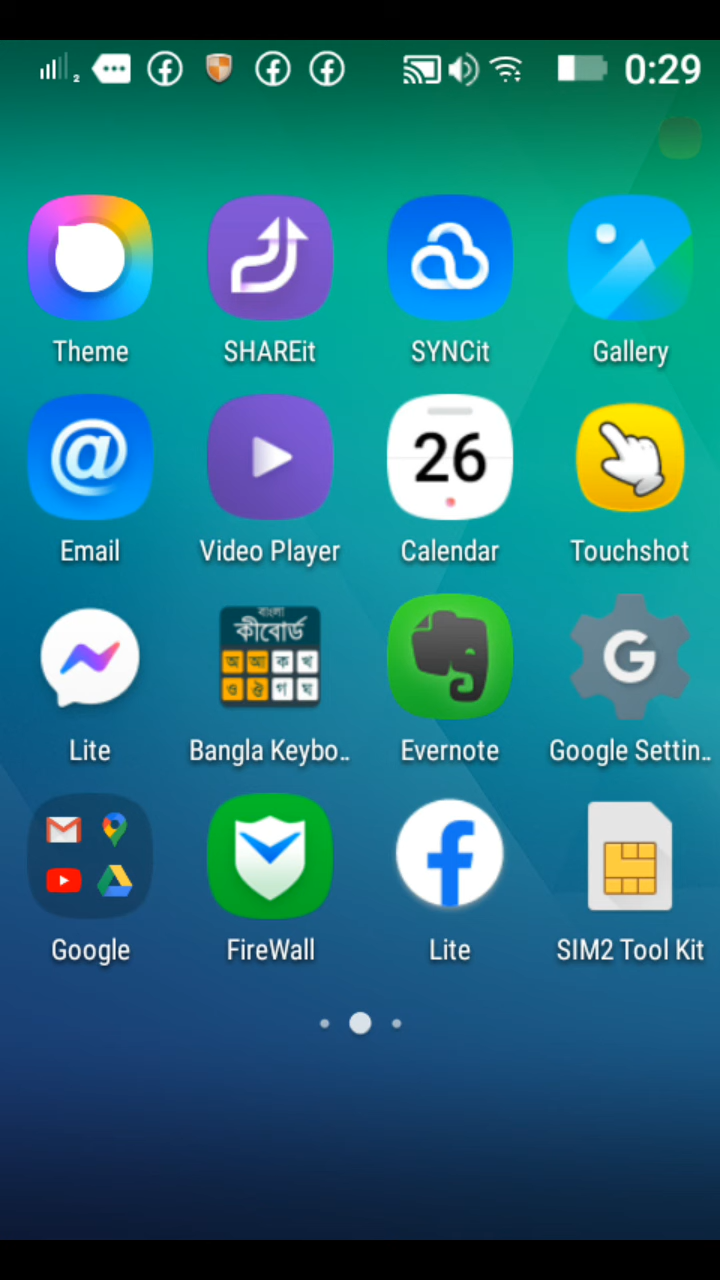 2
0:29
Theme
SHAREit
SYNCit
Gallery
26
Email
Video Player
Calendar
Touchshot
বাংলা
কীবোর্ড
অ আ ক খ
ও ঔ গ ঘ
G
Lite
Bangla Keybo..
Evernote
Google Settin..
Google
FireWall
Lite
SIM2 Tool Kit